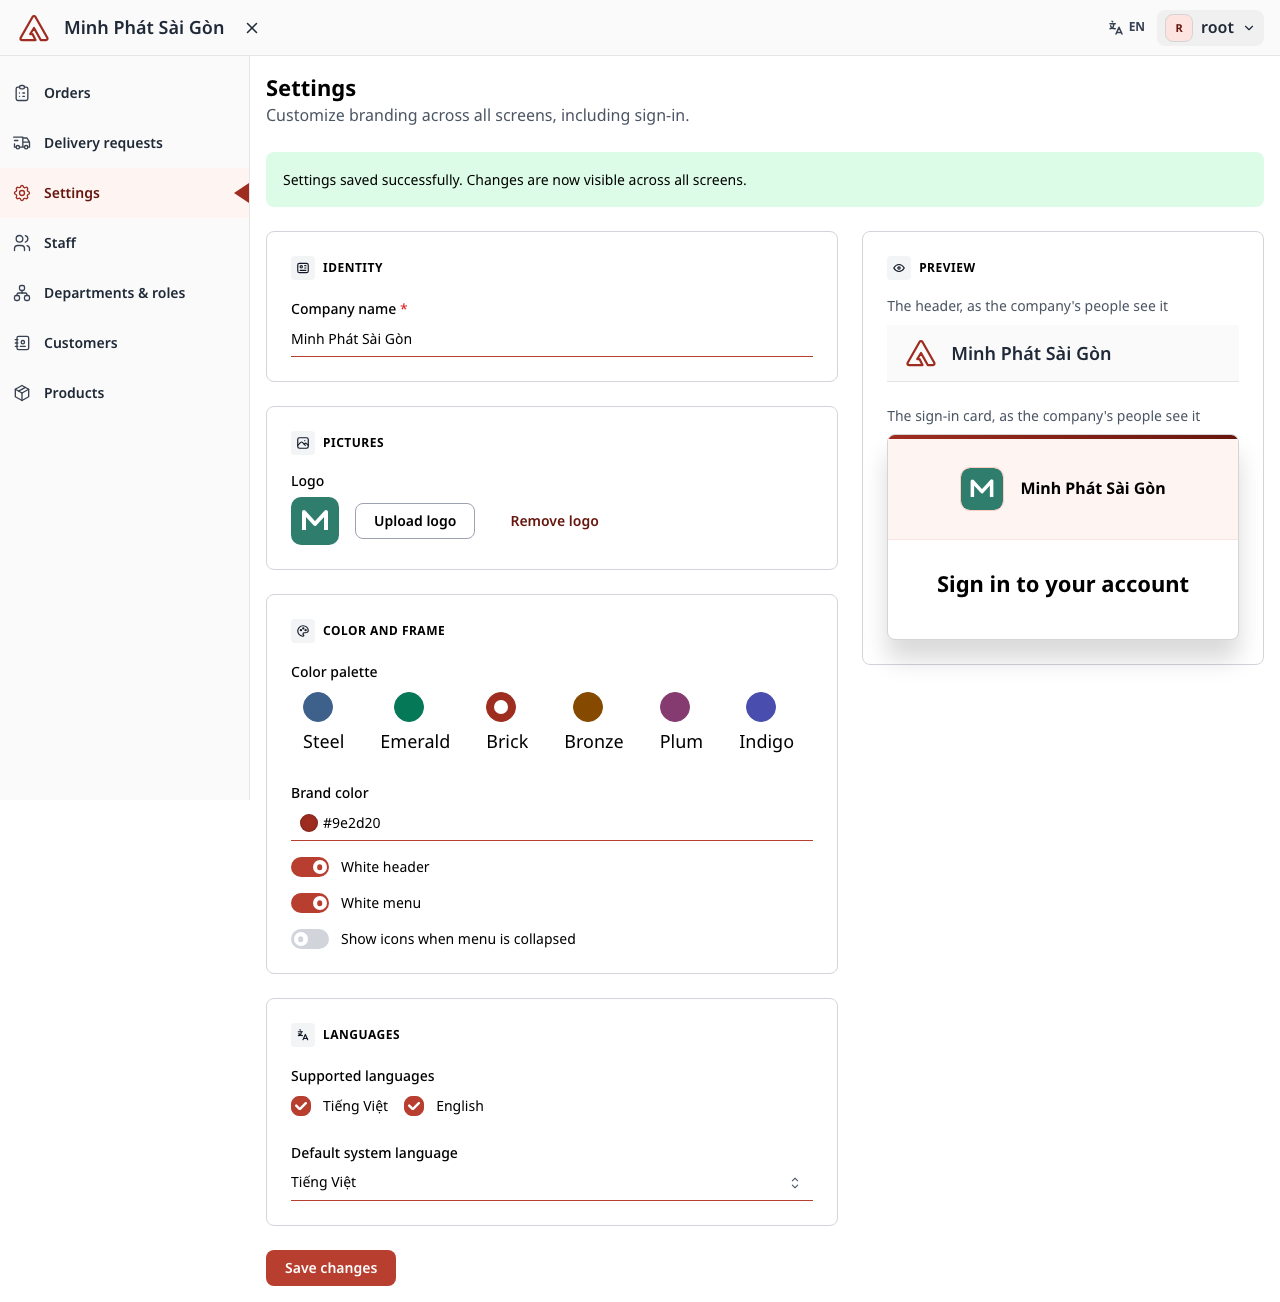 Minh Phát Sài Gòn
EN
R
root
Orders
Delivery requests
Settings
Staff
Departments & roles
Customers
Products
Settings
Customize branding across all screens, including sign-in.
Settings saved successfully. Changes are now visible across all screens.
IDENTITY
Company name *
Minh Phát Sài Gòn
PICTURES
Logo
M
Upload logo
Remove logo
COLOR AND FRAME
Color palette
Steel
Emerald
Brick
Bronze
Plum
Indigo
Brand color
#9e2d20
White header
White menu
Show icons when menu is collapsed
LANGUAGES
Supported languages
Tiếng Việt
English
Default system language
Tiếng Việt
Save changes
PREVIEW
The header, as the company's people see it
Minh Phát Sài Gòn
The sign-in card, as the company's people see it
M
Minh Phát Sài Gòn
Sign in to your account